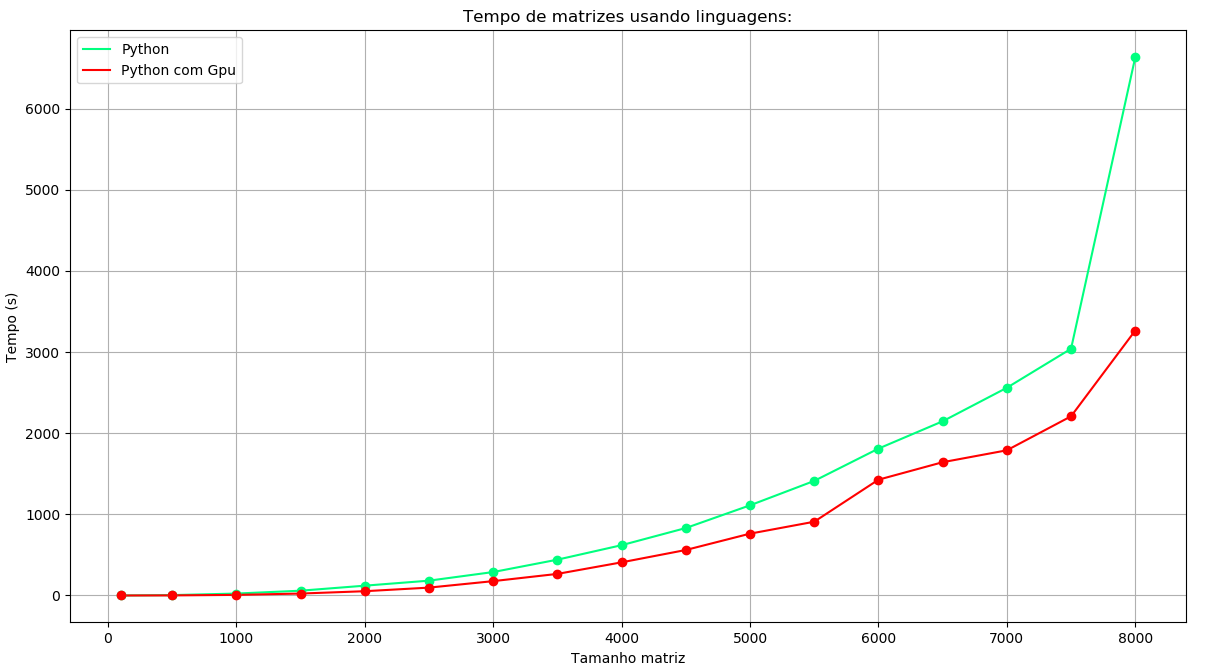 Tempo de matrizes usando linguagens:
Python
Python com Gpu
6000
5000
4000
3000
2000
1000
0
Tempo (s)
0 1000 2000 3000 4000 5000 6000 7000 8000
Tamanho matriz